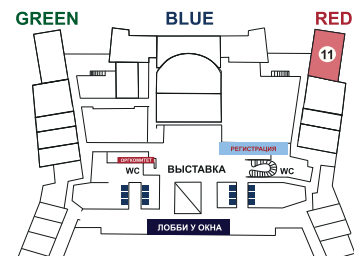 GREEN BLUE RED
11
РЕГИСТРАЦИЯ
ОРГКОМИТЕТ
ВЫСТАВКА
WC WC
ЛОББИ У ОКНА